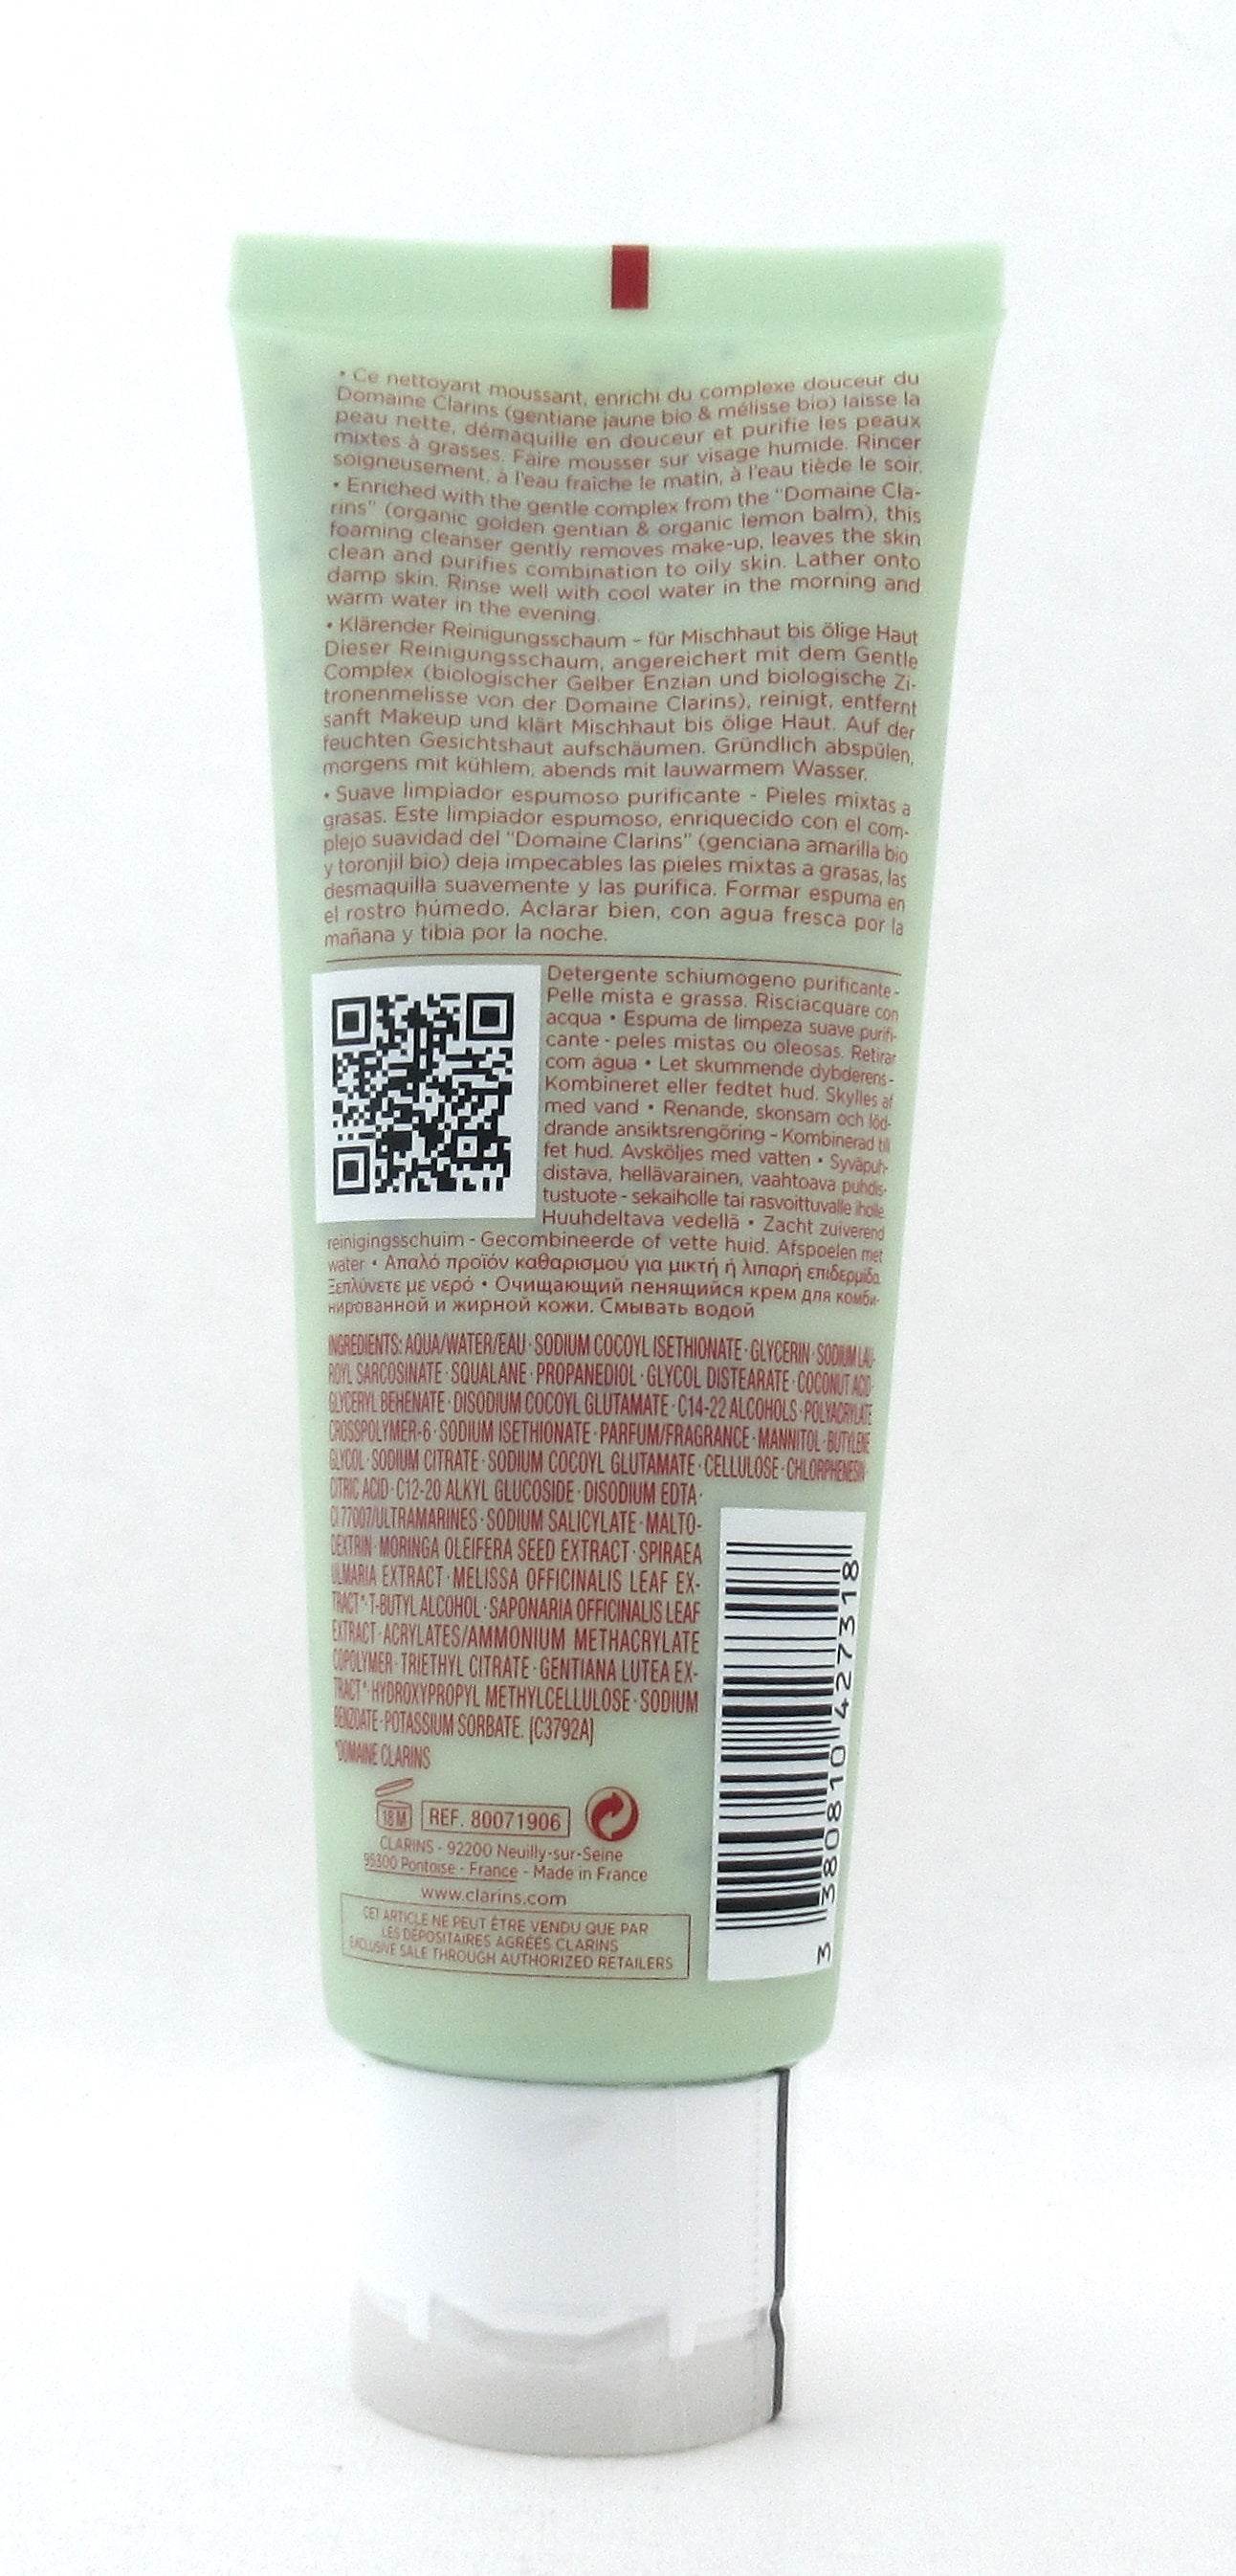 • Ce nettoyant moussant, enrichi du complexe douceur du
Domaine Clarins (gentiane jaune bio & mélisse bio) laisse la
peau nette, démaquille en douceur et purifie les peaux
mixtes à grasses. Faire mousser sur visage humide. Rincer
soigneusement, à l'eau fraîche le matin, à l'eau tiède le soir.
• Enriched with the gentle complex from the "Domaine Cla-
rins" (organic golden gentian & organic lemon balm), this
foaming cleanser gently removes make-up, leaves the skin
clean and purifies combination to oily skin. Lather onto
damp skin. Rinse well with cool water in the morning and
warm water in the evening.
• Klärender Reinigungsschaum – für Mischhaut bis ölige Haut
Dieser Reinigungsschaum, angereichert mit dem Gentle
Complex (biologischer Gelber Enzian und biologische Zi-
tronenmelisse von der Domaine Clarins), reinigt, entfernt
sanft Makeup und klärt Mischhaut bis ölige Haut. Auf der
feuchten Gesichtshaut aufschäumen. Gründlich abspülen,
morgens mit kühlem, abends mit lauwarmem Wasser.
• Suave limpiador espumoso purificante - Pieles mixtas a
grasas. Este limpiador espumoso, enriquecido con el com-
plejo suavidad del "Domaine Clarins" (genciana amarilla bio
y toronjil bio) deja impecables las pieles mixtas a grasas, las
desmaquilla suavemente y las purifica. Formar espuma en
el rostro húmedo. Aclarar bien, con agua fresca por la
mañana y tibia por la noche.
Detergente schiumogeno purificante -
Pelle mista e grassa. Risciacquare con
acqua • Espuma de limpeza suave purifi-
cante - peles mistas ou oleosas. Retirar
com água • Let skummende dybderens -
Kombineret eller fedtet hud. Skylles af
med vand • Renande, skonsam och löd-
drande ansiktsrengöring - Kombinerad till
fet hud. Avsköljes med vatten • Syväpuh-
distava, hellävarainen, vaahtoava puhdis-
tustuote - sekaiholle tai rasvoittuvalle iholle.
Huuhdeltava vedellä • Zacht zuiverend
reinigingsschuim - Gecombineerde of vette huid. Afspoelen met
water • Απαλό προϊόν καθαρισμού για μικτή ή λιπαρή επιδερμίδα.
Ξεπλύνετε με νερό • Очищающий пенящийся крем для комби-
нированной и жирной кожи. Смывать водой
INGREDIENTS: AQUA/WATER/EAU · SODIUM COCOYL ISETHIONATE · GLYCERIN · SODIUM LAU-
ROYL SARCOSINATE · SQUALANE · PROPANEDIOL · GLYCOL DISTEARATE · COCONUT ACID ·
GLYCERYL BEHENATE · DISODIUM COCOYL GLUTAMATE · C14-22 ALCOHOLS · POLYACRYLATE
CROSSPOLYMER-6 · SODIUM ISETHIONATE · PARFUM/FRAGRANCE · MANNITOL · BUTYLENE
GLYCOL · SODIUM CITRATE · SODIUM COCOYL GLUTAMATE · CELLULOSE · CHLORPHENESIN ·
CITRIC ACID · C12-20 ALKYL GLUCOSIDE · DISODIUM EDTA ·
CI 77007/ULTRAMARINES · SODIUM SALICYLATE · MALTO-
DEXTRIN · MORINGA OLEIFERA SEED EXTRACT · SPIRAEA
ULMARIA EXTRACT · MELISSA OFFICINALIS LEAF EX-
TRACT* · T-BUTYL ALCOHOL · SAPONARIA OFFICINALIS LEAF
EXTRACT · ACRYLATES/AMMONIUM METHACRYLATE
COPOLYMER · TRIETHYL CITRATE · GENTIANA LUTEA EX-
TRACT* · HYDROXYPROPYL METHYLCELLULOSE · SODIUM
BENZOATE · POTASSIUM SORBATE. [C3792A]
*DOMAINE CLARINS
18 M
REF. 80071906
CLARINS - 92200 Neuilly-sur-Seine
95300 Pontoise - France - Made in France
www.clarins.com
CET ARTICLE NE PEUT ÊTRE VENDU QUE PAR
LES DÉPOSITAIRES AGRÉÉS CLARINS
EXCLUSIVE SALE THROUGH AUTHORIZED RETAILERS
3 380810 427318